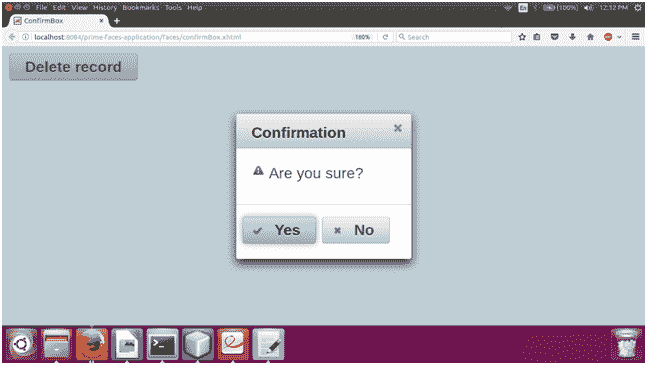 File Edit View History Bookmarks Tools Help
En
(100%)
12:12 PM
ConfirmBox
localhost:8084/prime-faces-application/faces/confirmBox.xhtml
180%
Search
Delete record
Confirmation
Are you sure?
Yes
No